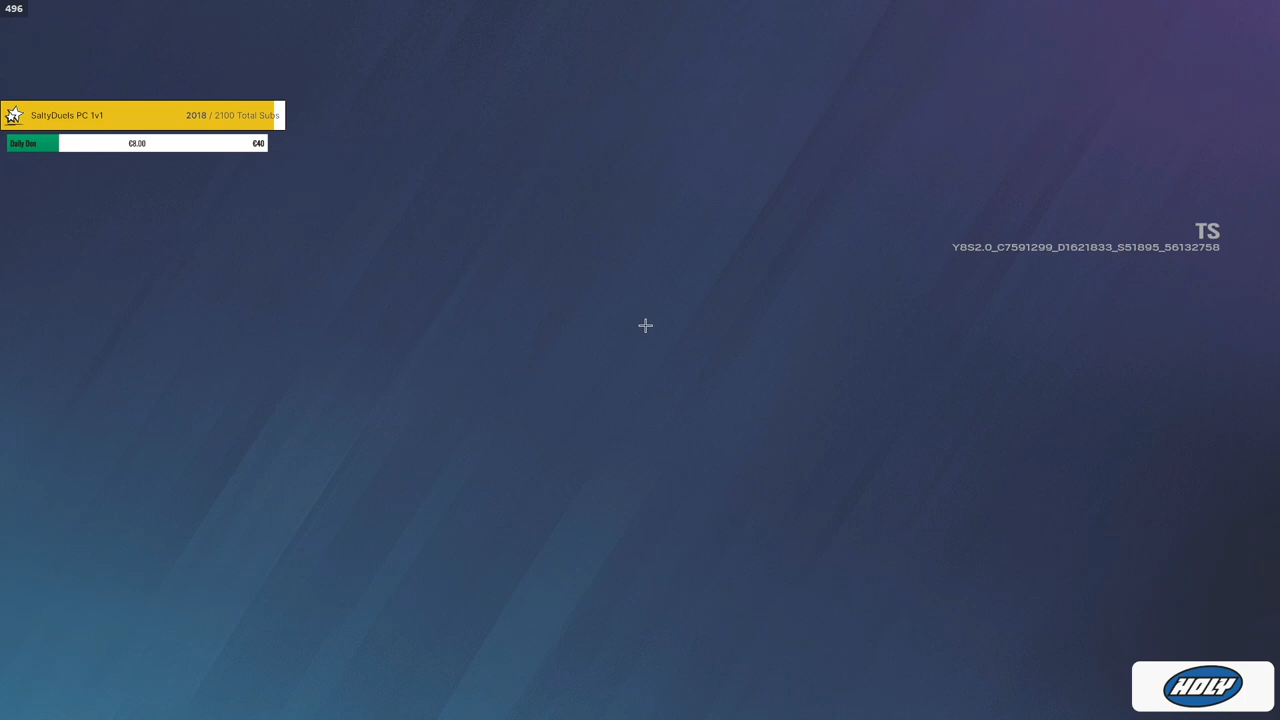 496
SaltyDuels PC 1v1 2018 / 2100 Total Subs
Daily Don €8.00 €40
TS
Y8S2.0_C7591299_D1621833_S51895_56132758
HOLY